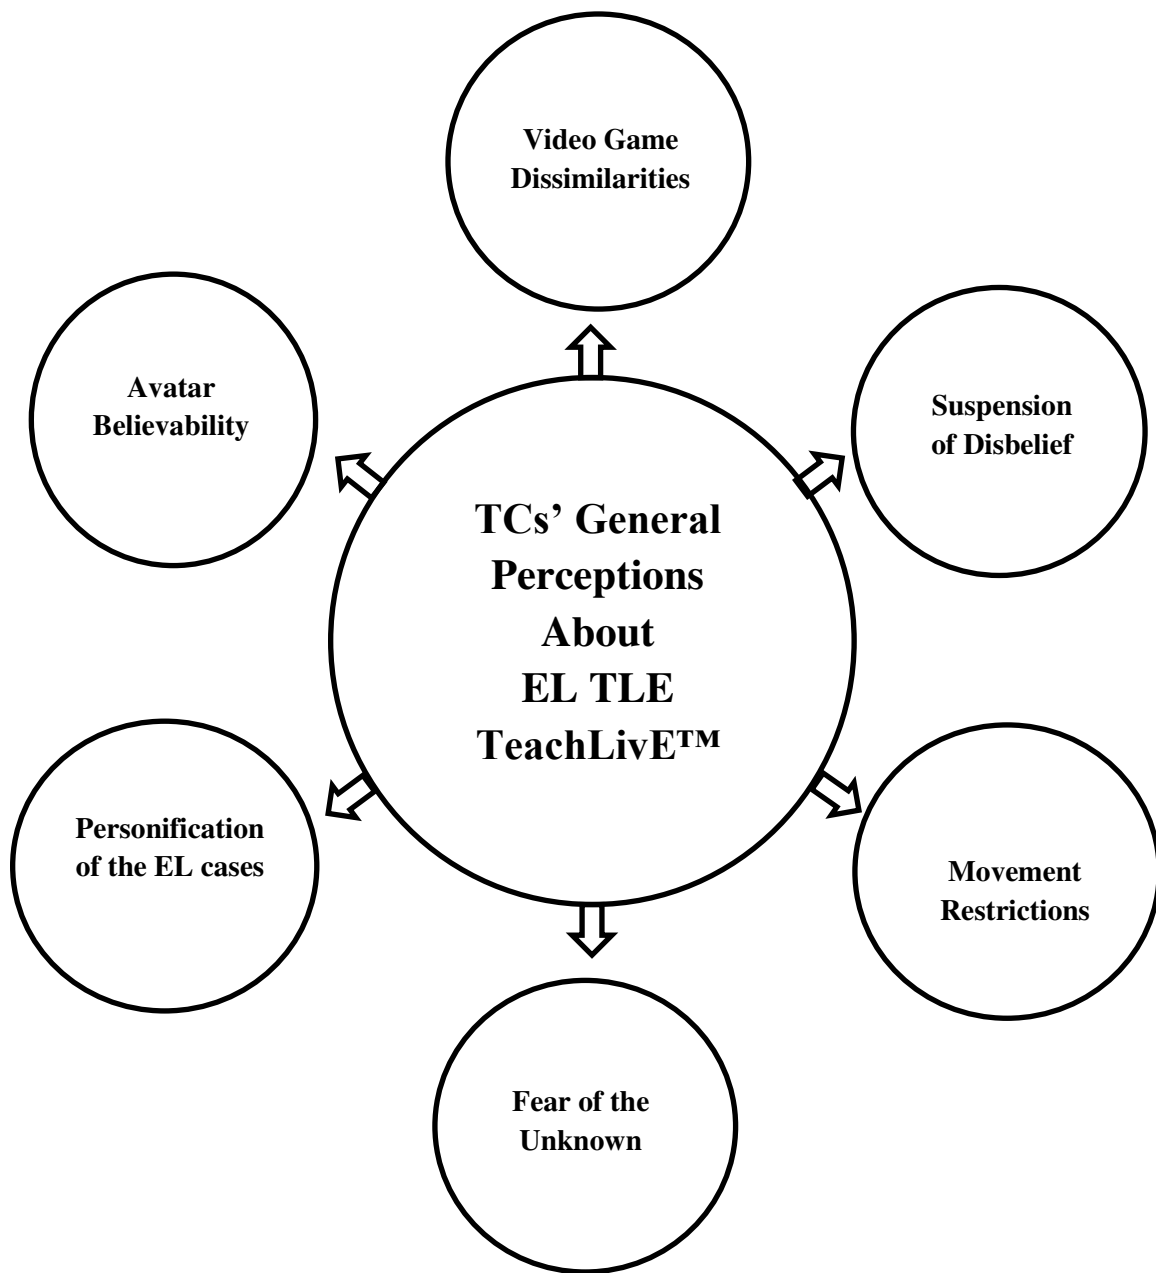 Video Game
Dissimilarities
Avatar
Believability
Suspension
of Disbelief
TCs’ General
Perceptions
About
EL TLE
TeachLivE™
Personification
of the EL cases
Movement
Restrictions
Fear of the
Unknown